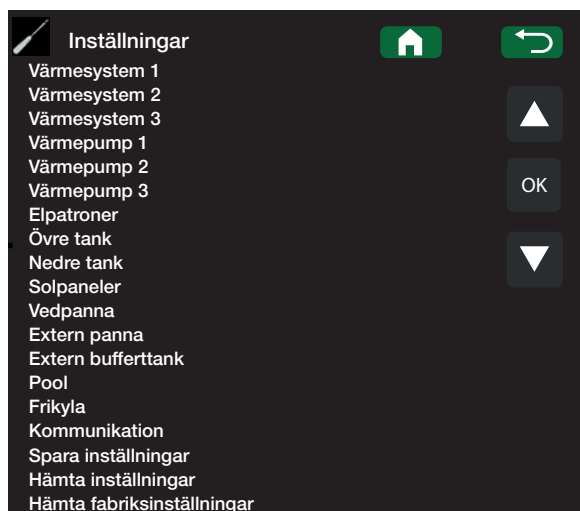 Inställningar
Värmesystem 1
Värmesystem 2
Värmesystem 3
Värmepump 1
Värmepump 2
Värmepump 3
OK
Elpatroner
Övre tank
Nedre tank
Solpaneler
Vedpanna
Extern panna
Extern bufferttank
Pool
Frikyla
Kommunikation
Spara inställningar
Hämta inställningar
Hämta fabriksinställningar